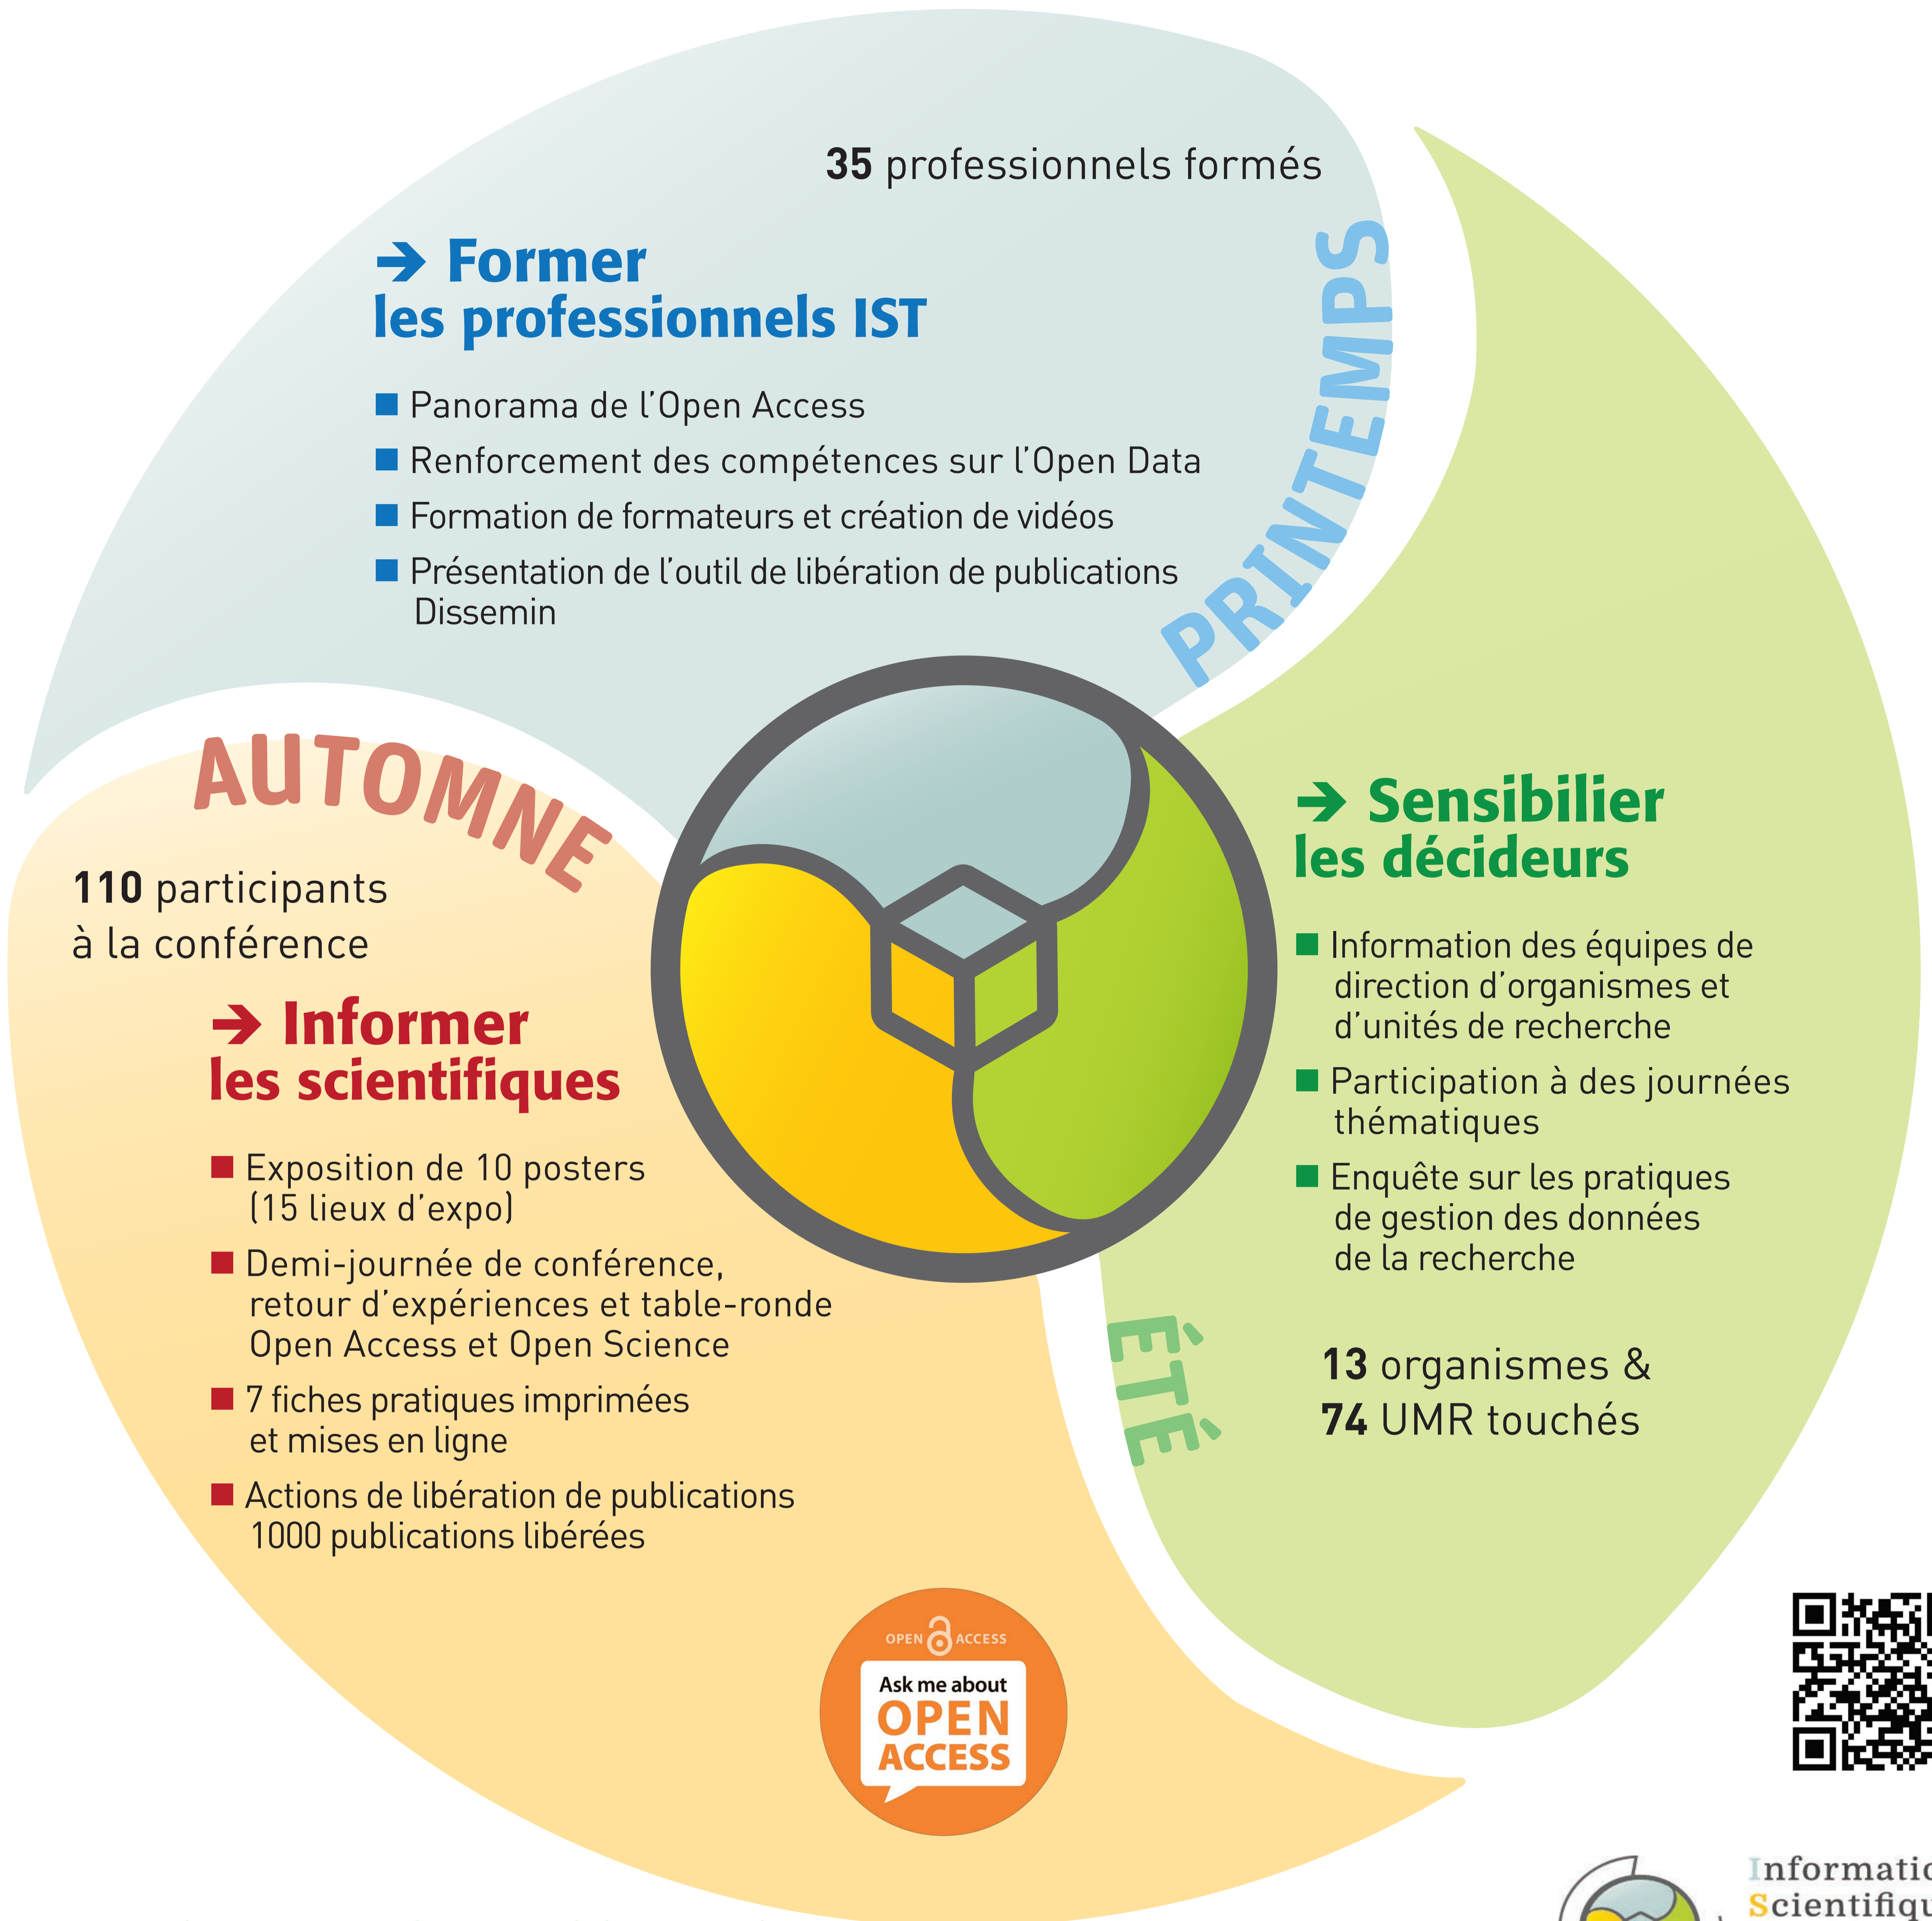 35 professionnels formés
➔ Former
les professionnels IST
■ Panorama de l'Open Access
■ Renforcement des compétences sur l'Open Data
■ Formation de formateurs et création de vidéos
■ Présentation de l'outil de libération de publications
Dissemin
PRINTEMPS
AUTOMNE
110 participants
à la conférence
➔ Informer
les scientifiques
■ Exposition de 10 posters
(15 lieux d'expo)
■ Demi-journée de conférence,
retour d'expériences et table-ronde
Open Access et Open Science
■ 7 fiches pratiques imprimées
et mises en ligne
■ Actions de libération de publications
1000 publications libérées
➔ Sensibilier
les décideurs
■ Information des équipes de
direction d'organismes et
d'unités de recherche
■ Participation à des journées
thématiques
■ Enquête sur les pratiques
de gestion des données
de la recherche
13 organismes &
74 UMR touchés
ÉTÉ
OPEN ACCESS
Ask me about
OPEN
ACCESS
Informatio
Scientifiqu